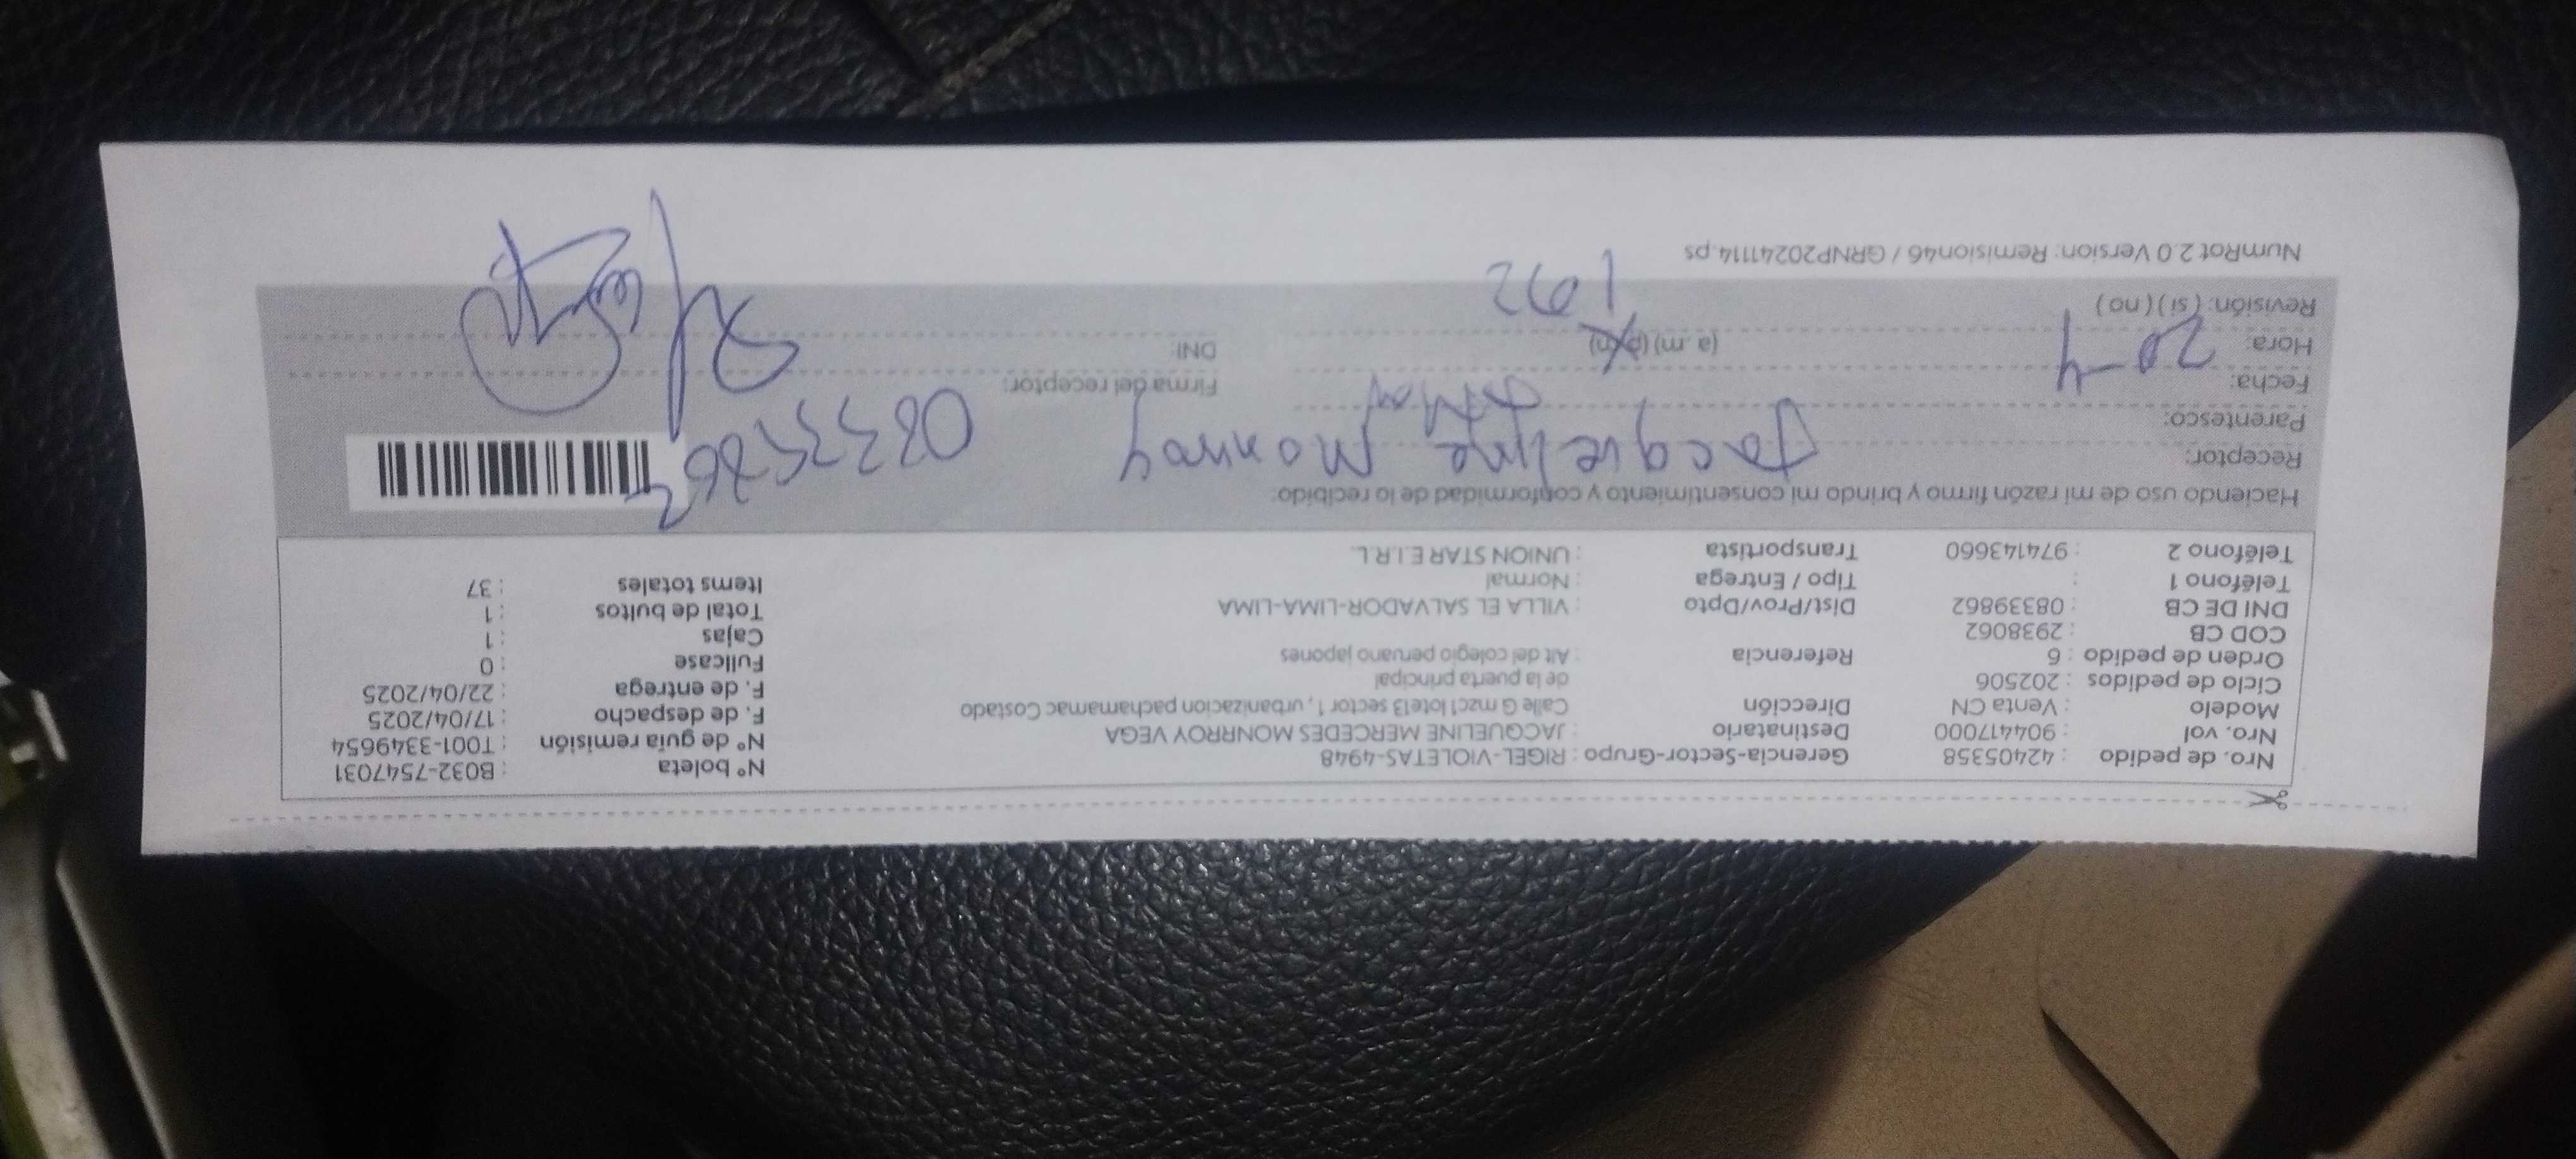 Nro. de pedido : 42405358 Gerencia-Sector-Grupo : RIGEL-VIOLETAS-4948 N° boleta : B032-7547031
Nro. vol. : 904417000 Destinatario : JACQUELINE MERCEDES MONRROY VEGA N° de guía remisión : T001-3349654
Modelo : Venta CN Dirección : Calle G mzc1 lote13 sector 1 , urbanizacion pachamamac Costado F. de despacho : 17/04/2025
Ciclo de pedidos : 202506 de la puerta principal F. de entrega : 22/04/2025
Orden de pedido : 6 Referencia : Alt del colegio peruano japones Fullcase : 0
COD CB : 2938062 Cajas : 1
DNI DE CB : 08339862 Dist/Prov/Dpto : VILLA EL SALVADOR-LIMA-LIMA Total de bultos : 1
Teléfono 1 : Tipo / Entrega : Normal Items totales : 37
Teléfono 2 : 974143660 Transportista : UNION STAR E.I.R.L.
Haciendo uso de mi razón firmo y brindo mi consentimiento y conformidad de lo recibido:
Receptor: Jacqueline Monrroy
Parentesco:
Fecha: 20-4 Firma del receptor:
Hora: (a. m) (p. m) DNI:
Revisión: ( si ) ( no )
NumRot 2.0 Version: Remision46 / GRNP20241114.ps